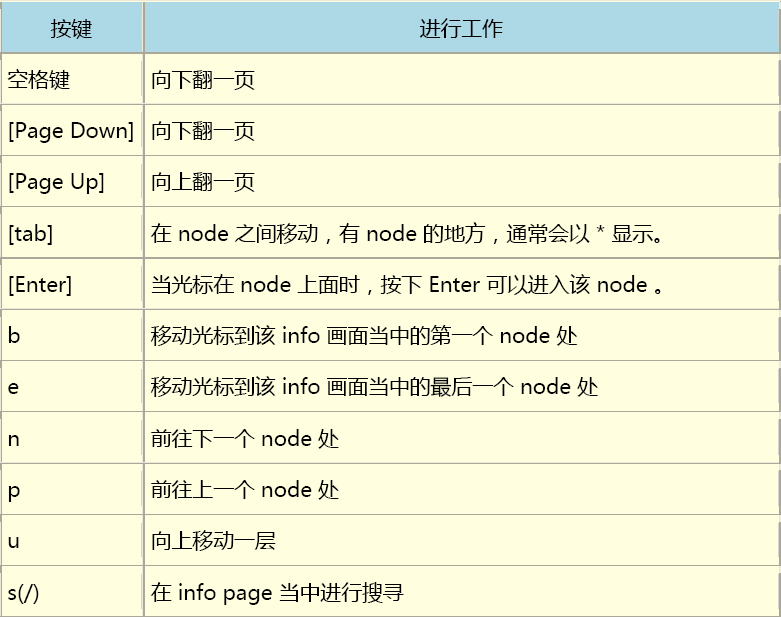 按键 进行工作
空格键 向下翻一页
[Page Down] 向下翻一页
[Page Up] 向上翻一页
[tab] 在 node 之间移动，有 node 的地方，通常会以 * 显示。
[Enter] 当光标在 node 上面时，按下 Enter 可以进入该 node 。
b 移动光标到该 info 画面当中的第一个 node 处
e 移动光标到该 info 画面当中的最后一个 node 处
n 前往下一个 node 处
p 前往上一个 node 处
u 向上移动一层
s(/) 在 info page 当中进行搜寻